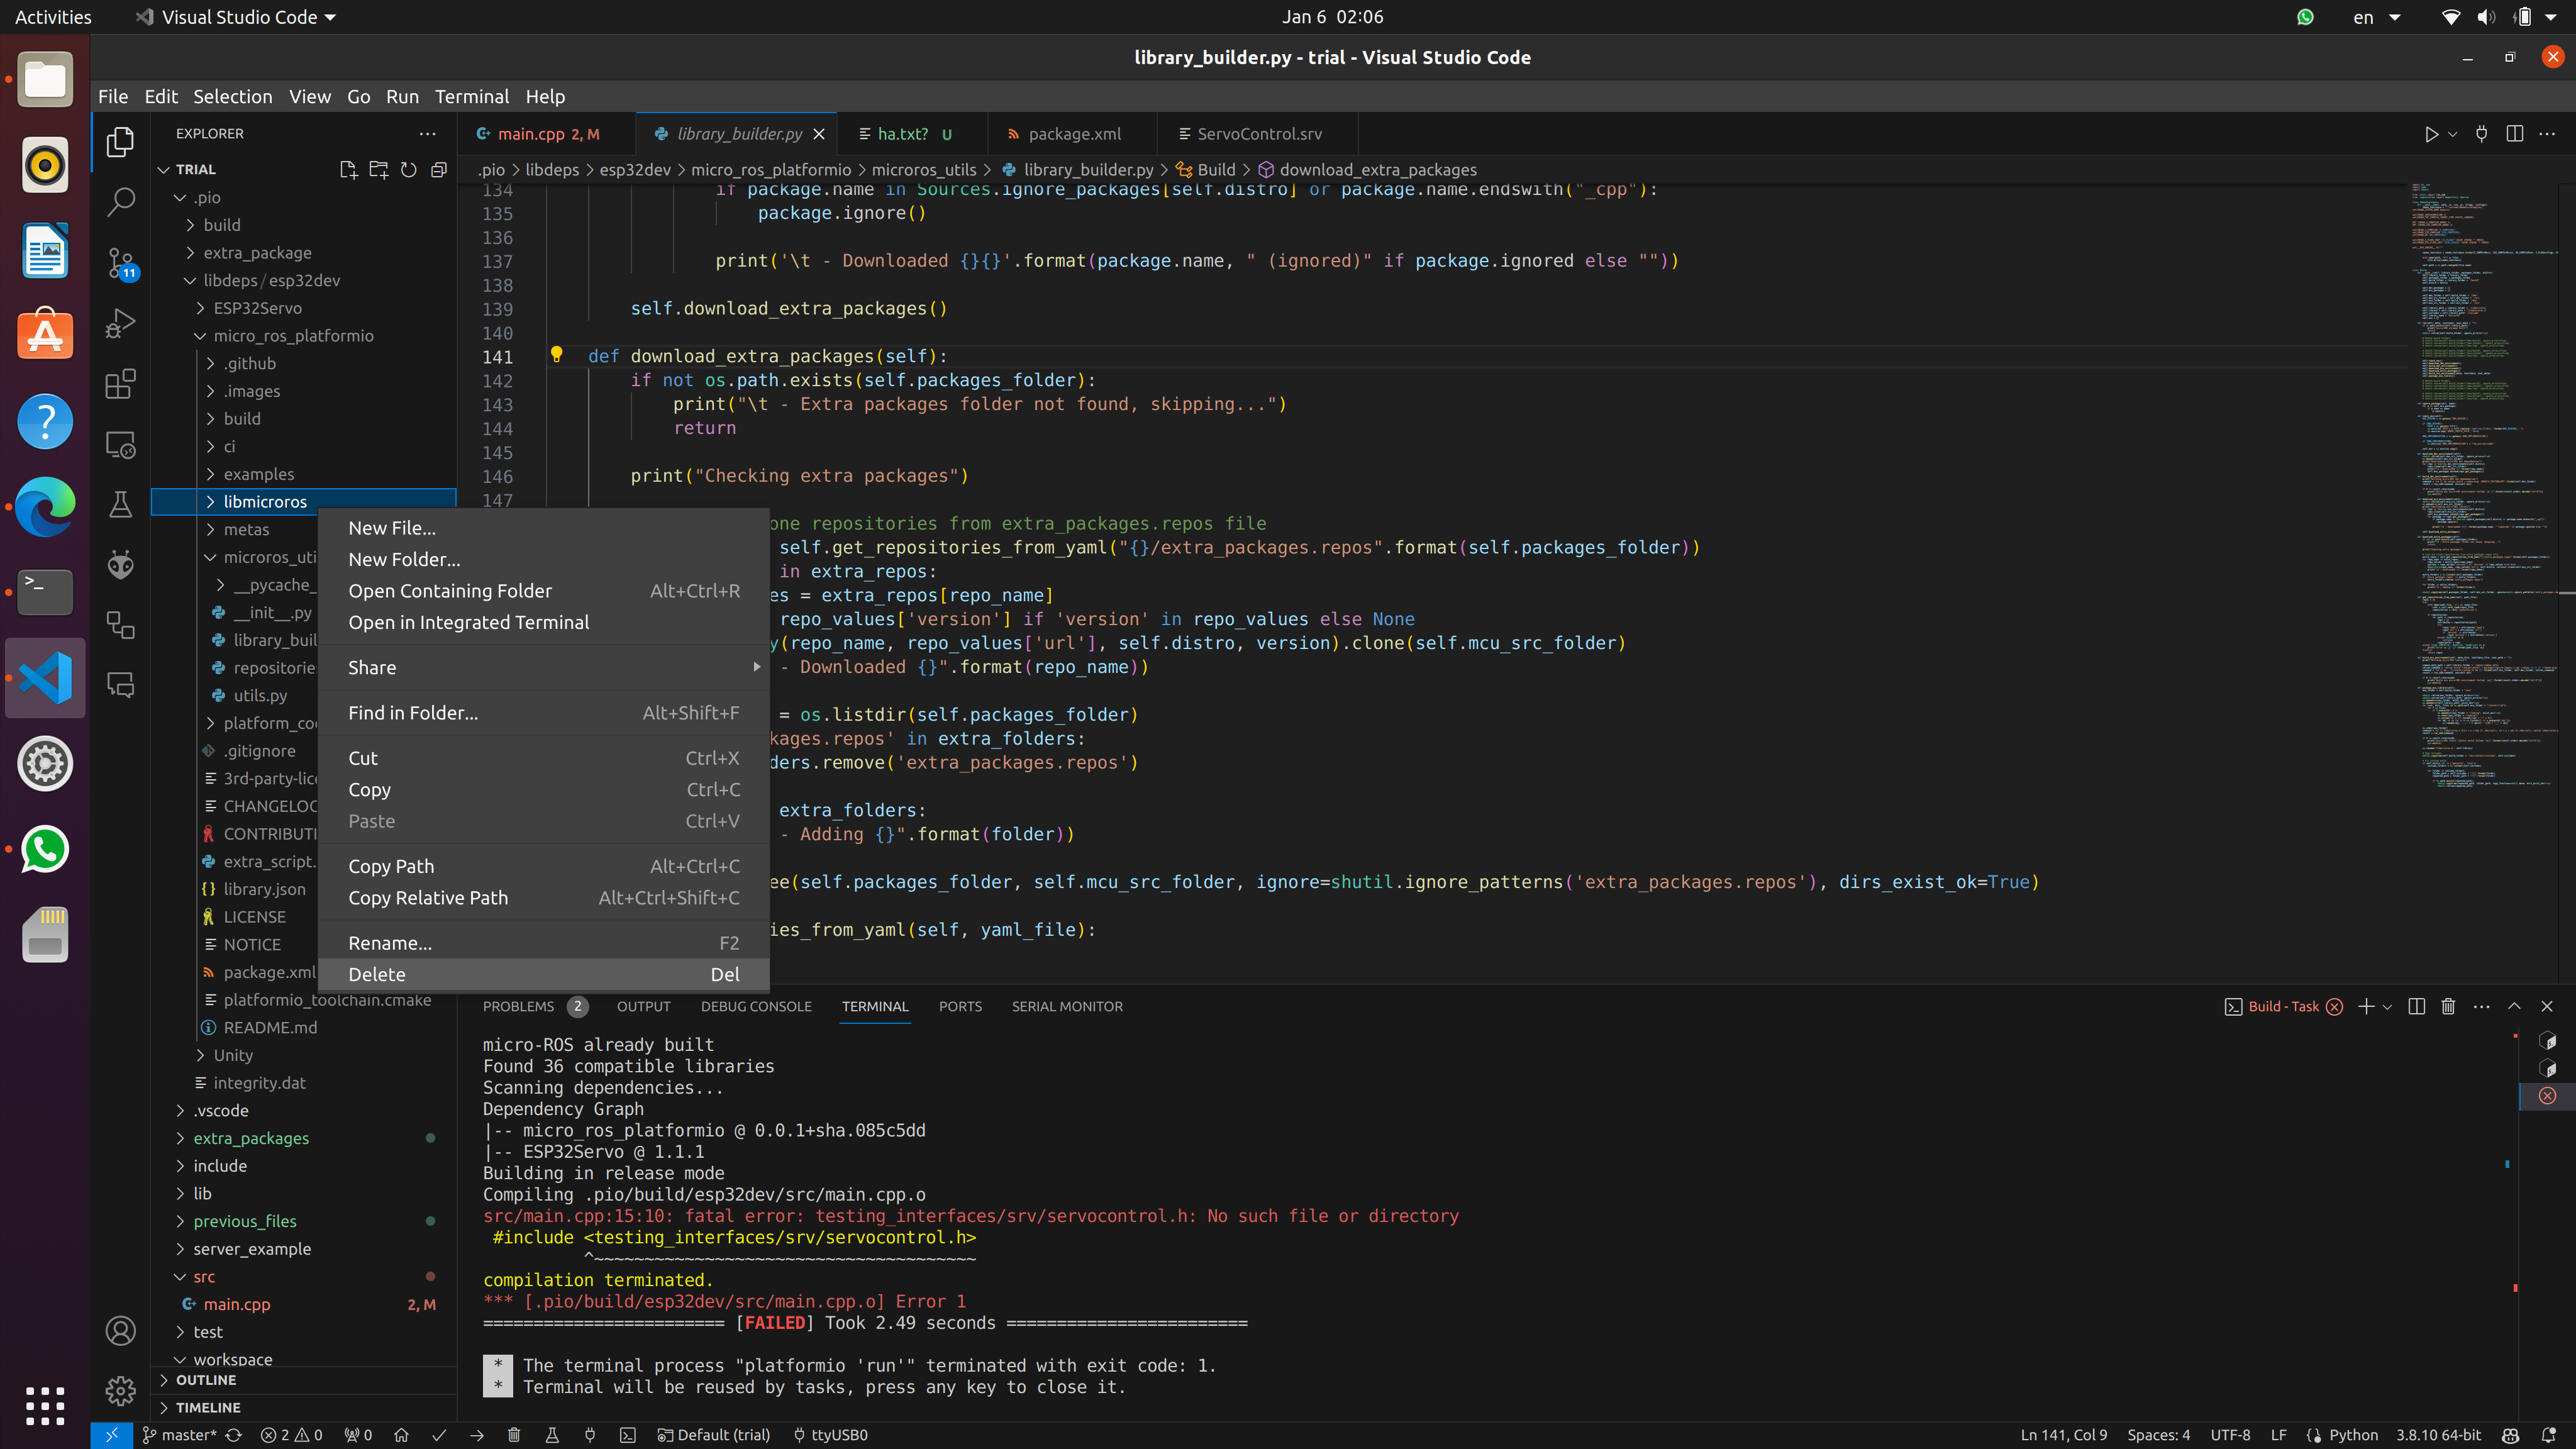 Activities
Visual Studio Code
Jan 6 02:06
en
library_builder.py - trial - Visual Studio Code
File Edit Selection View Go Run Terminal Help
EXPLORER
TRIAL
.pio
build
extra_package
libdeps / esp32dev
ESP32Servo
micro_ros_platformio
.github
.images
build
ci
examples
libmicroros
metas
microros_uti
__pycache_
__init__.py
library_buil
repositorie
utils.py
platform_co
.gitignore
3rd-party-lic
CHANGELOG
CONTRIBUTI
extra_script.
library.json
LICENSE
NOTICE
package.xml
platformio_toolchain.cmake
README.md
Unity
integrity.dat
.vscode
extra_packages
include
lib
previous_files
server_example
src
main.cpp 2, M
test
workspace
OUTLINE
TIMELINE
11
New File...
New Folder...
Open Containing Folder Alt+Ctrl+R
Open in Integrated Terminal
Share
Find in Folder... Alt+Shift+F
Cut Ctrl+X
Copy Ctrl+C
Paste Ctrl+V
Copy Path Alt+Ctrl+C
Copy Relative Path Alt+Ctrl+Shift+C
Rename... F2
Delete Del
main.cpp 2, M
library_builder.py
ha.txt? U
package.xml
ServoControl.srv
.pio > libdeps > esp32dev > micro_ros_platformio > microros_utils > library_builder.py > Build > download_extra_packages
134 if package.name in Sources.ignore_packages[self.distro] or package.name.endswith("_cpp"):
135 package.ignore()
136
137 print('\t - Downloaded {}{}'.format(package.name, " (ignored)" if package.ignored else ""))
138
139 self.download_extra_packages()
140
141 def download_extra_packages(self):
142 if not os.path.exists(self.packages_folder):
143 print("\t - Extra packages folder not found, skipping...")
144 return
145
146 print("Checking extra packages")
147
one repositories from extra_packages.repos file
self.get_repositories_from_yaml("{}/extra_packages.repos".format(self.packages_folder))
in extra_repos:
es = extra_repos[repo_name]
repo_values['version'] if 'version' in repo_values else None
y(repo_name, repo_values['url'], self.distro, version).clone(self.mcu_src_folder)
- Downloaded {}".format(repo_name))
= os.listdir(self.packages_folder)
kages.repos' in extra_folders:
ders.remove('extra_packages.repos')
extra_folders:
- Adding {}".format(folder))
ee(self.packages_folder, self.mcu_src_folder, ignore=shutil.ignore_patterns('extra_packages.repos'), dirs_exist_ok=True)
ies_from_yaml(self, yaml_file):
PROBLEMS 2 OUTPUT DEBUG CONSOLE TERMINAL PORTS SERIAL MONITOR
Build - Task
micro-ROS already built
Found 36 compatible libraries
Scanning dependencies...
Dependency Graph
|-- micro_ros_platformio @ 0.0.1+sha.085c5dd
|-- ESP32Servo @ 1.1.1
Building in release mode
Compiling .pio/build/esp32dev/src/main.cpp.o
src/main.cpp:15:10: fatal error: testing_interfaces/srv/servocontrol.h: No such file or directory
#include <testing_interfaces/srv/servocontrol.h>
^~~~~~~~~~~~~~~~~~~~~~~~~~~~~~~~~~~~~~~
compilation terminated.
*** [.pio/build/esp32dev/src/main.cpp.o] Error 1
======================== [FAILED] Took 2.49 seconds ========================
* The terminal process "platformio 'run'" terminated with exit code: 1.
* Terminal will be reused by tasks, press any key to close it.
master* 2 0 0 Default (trial) ttyUSB0
Ln 141, Col 9 Spaces: 4 UTF-8 LF Python 3.8.10 64-bit